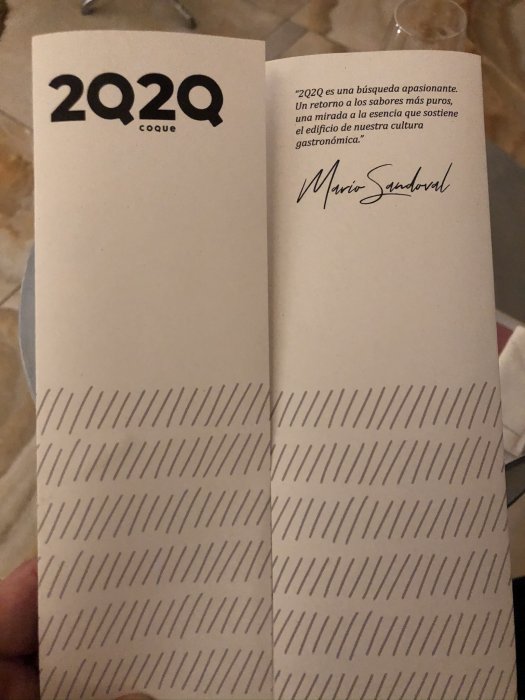 2Q2Q
coque
"2Q2Q es una búsqueda apasionante.
Un retorno a los sabores más puros,
una mirada a la esencia que sostiene
el edificio de nuestra cultura
gastronómica."
Mario Sandoval